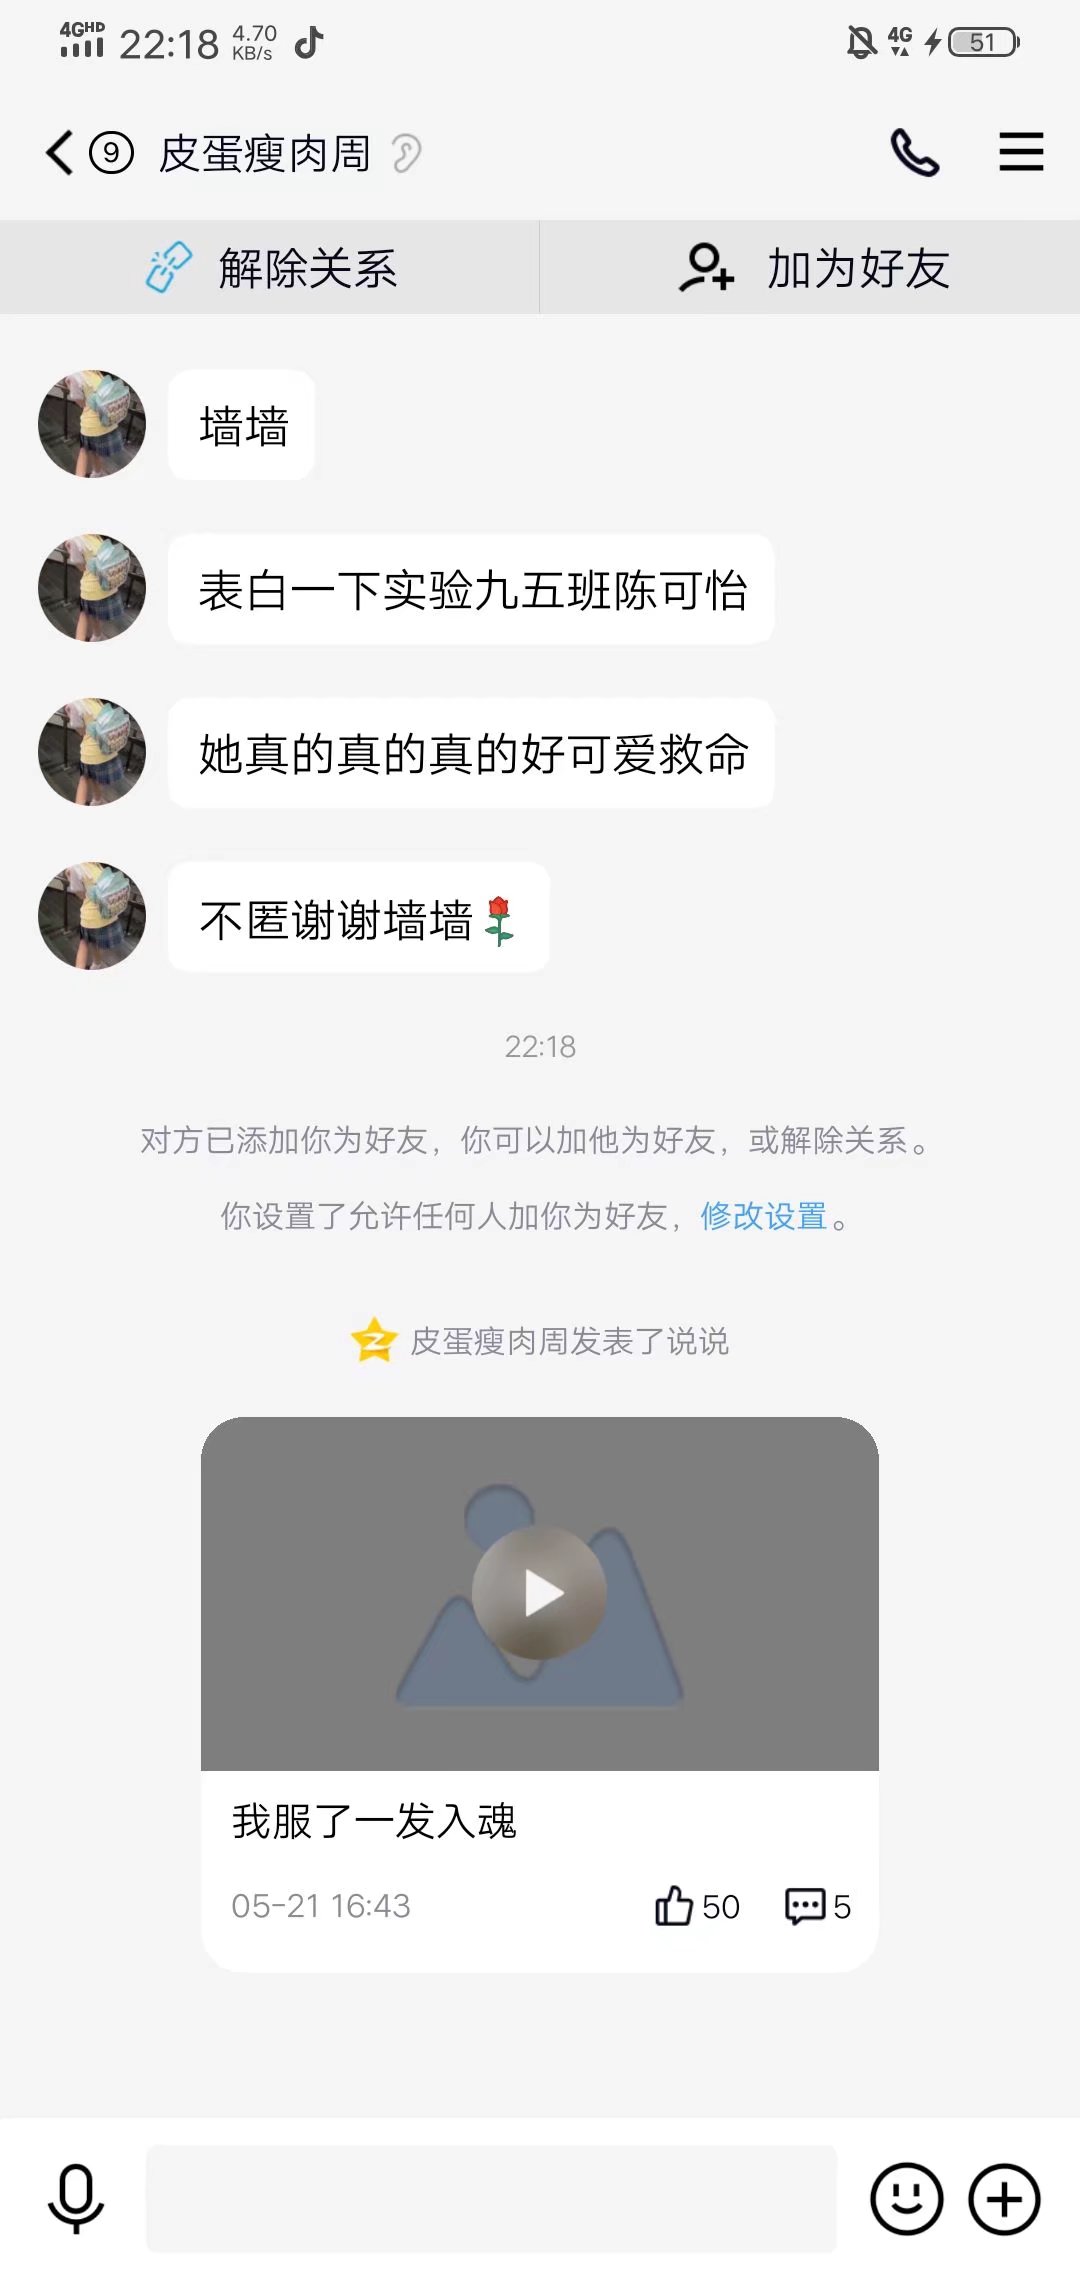 4GHD 22:18 4.70 KB/s 4G 51
9 皮蛋瘦肉周
解除关系 加为好友
墙墙
表白一下实验九五班陈可怡
她真的真的真的好可爱救命
不匿谢谢墙墙🌹
22:18
对方已添加你为好友，你可以加他为好友，或解除关系。
你设置了允许任何人加你为好友，修改设置。
皮蛋瘦肉周发表了说说
我服了一发入魂
05-21 16:43 50 5